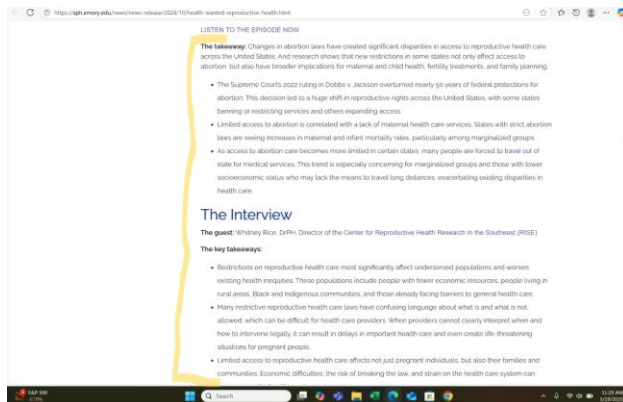 https://sph.emory.edu/news/news-release/2024/10/health-wanted-reproductive-health.html
LISTEN TO THE EPISODE NOW
The takeaway: Changes in abortion laws have created significant disparities in access to reproductive health care
across the United States. And research shows that new restrictions in some states not only affect access to
abortion, but also have broader implications for maternal and child health, fertility treatments, and family planning.
• The Supreme Court's 2022 ruling in Dobbs v. Jackson overturned nearly 50 years of federal protections for
abortion. This decision led to a huge shift in reproductive rights across the United States, with some states
banning or restricting services and others expanding access.
• Limited access to abortion is correlated with a lack of maternal health care services. States with strict abortion
laws are seeing increases in maternal and infant mortality rates, particularly among marginalized groups.
• As access to abortion care becomes more limited in certain states, many people are forced to travel out of
state for medical services. This trend is especially concerning for marginalized groups and those with lower
socioeconomic status who may lack the means to travel long distances, exacerbating existing disparities in
health care.
The Interview
The guest: Whitney Rice, DrPH, Director of the Center for Reproductive Health Research in the Southeast (RISE)
The key takeaways:
• Restrictions on reproductive health care most significantly affect underserved populations and worsen
existing health inequities. These populations include people with fewer economic resources, people living in
rural areas, Black and Indigenous communities, and those already facing barriers to general health care.
• Many restrictive reproductive health care laws have confusing language about what is and what is not
allowed, which can be difficult for health care providers. When providers cannot clearly interpret when and
how to intervene legally, it can result in delays in important health care and even create life-threatening
situations for pregnant people.
• Limited access to reproductive health care affects not just pregnant individuals, but also their families and
communities. Economic difficulties, the risk of breaking the law, and strain on the health care system can
S&P 500
Search
11:29 AM